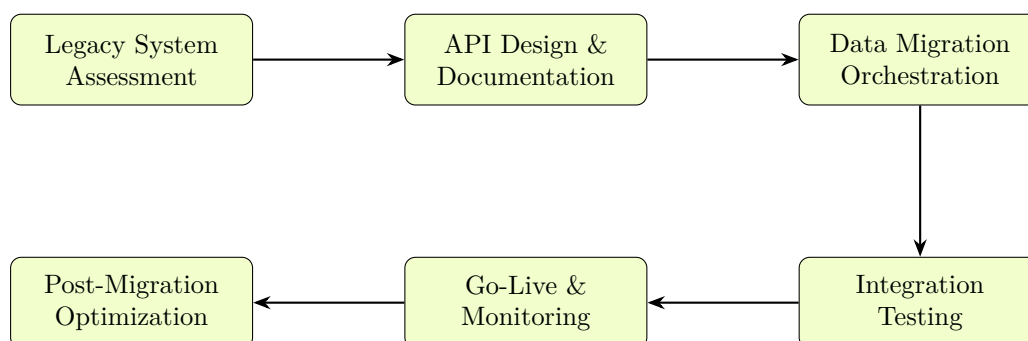 Legacy System
Assessment
API Design &
Documentation
Data Migration
Orchestration
Post-Migration
Optimization
Go-Live &
Monitoring
Integration
Testing